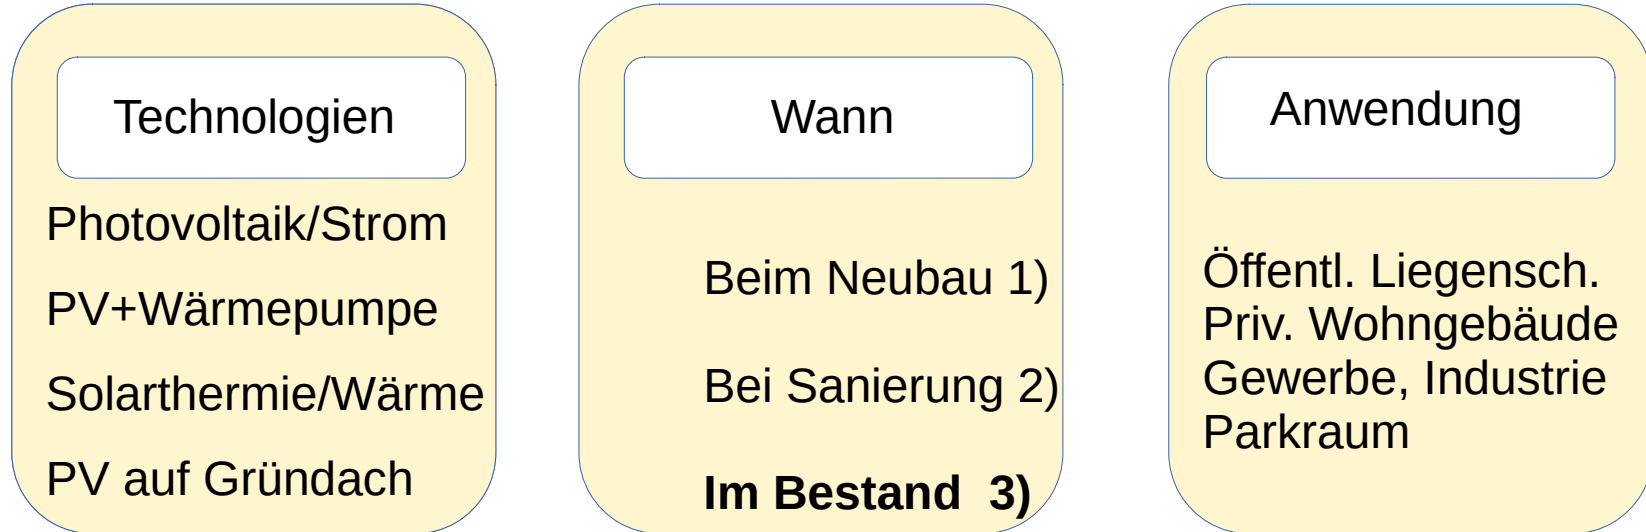 Technologien
Photovoltaik/Strom
PV+Wärmepumpe
Solarthermie/Wärme
PV auf Gründach
Wann
Beim Neubau 1)
Bei Sanierung 2)
Im Bestand 3)
Anwendung
Öffentl. Liegensch.
Priv. Wohngebäude
Gewerbe, Industrie
Parkraum